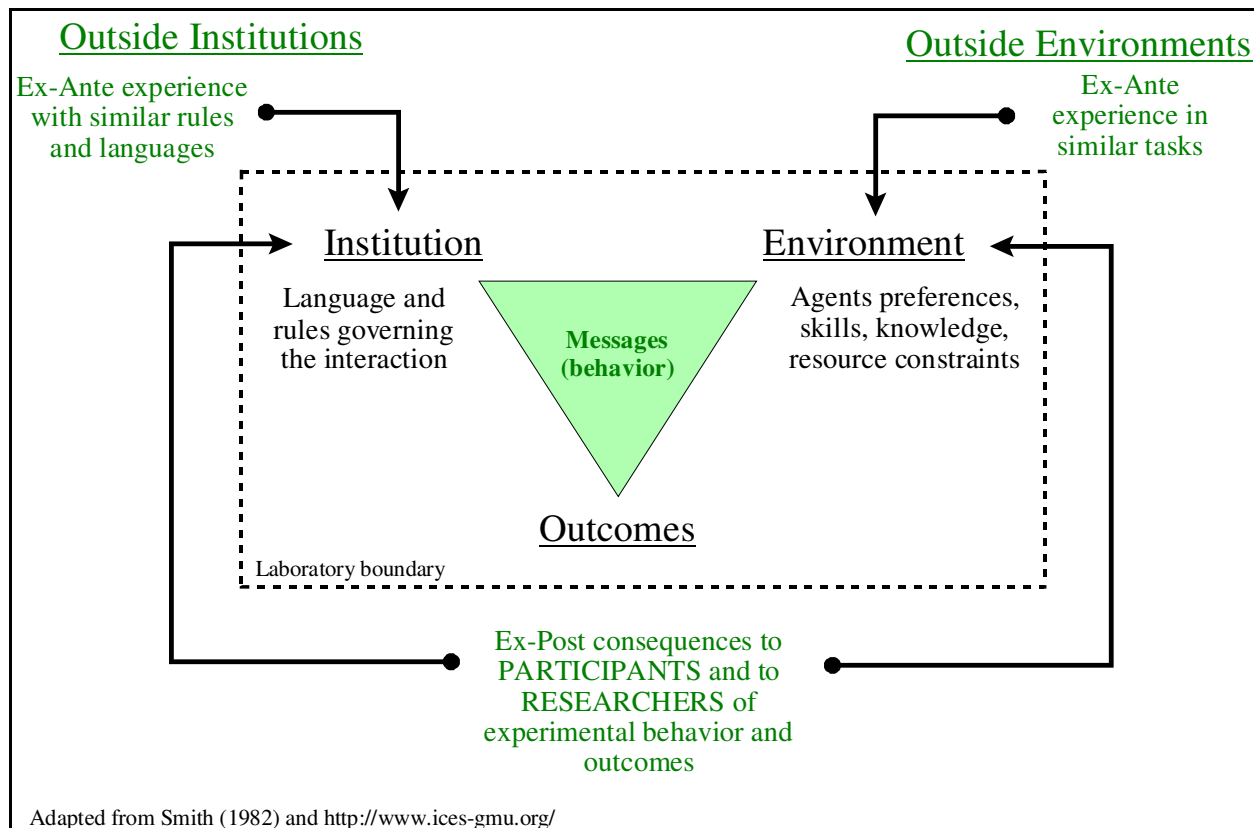 Outside Institutions
Ex-Ante experience
with similar rules
and languages
Outside Environments
Ex-Ante
experience in
similar tasks
Institution
Language and
rules governing
the interaction
Environment
Agents preferences,
skills, knowledge,
resource constraints
Messages
(behavior)
Outcomes
Laboratory boundary
Ex-Post consequences to
PARTICIPANTS and to
RESEARCHERS of
experimental behavior and
outcomes
Adapted from Smith (1982) and http://www.ices-gmu.org/